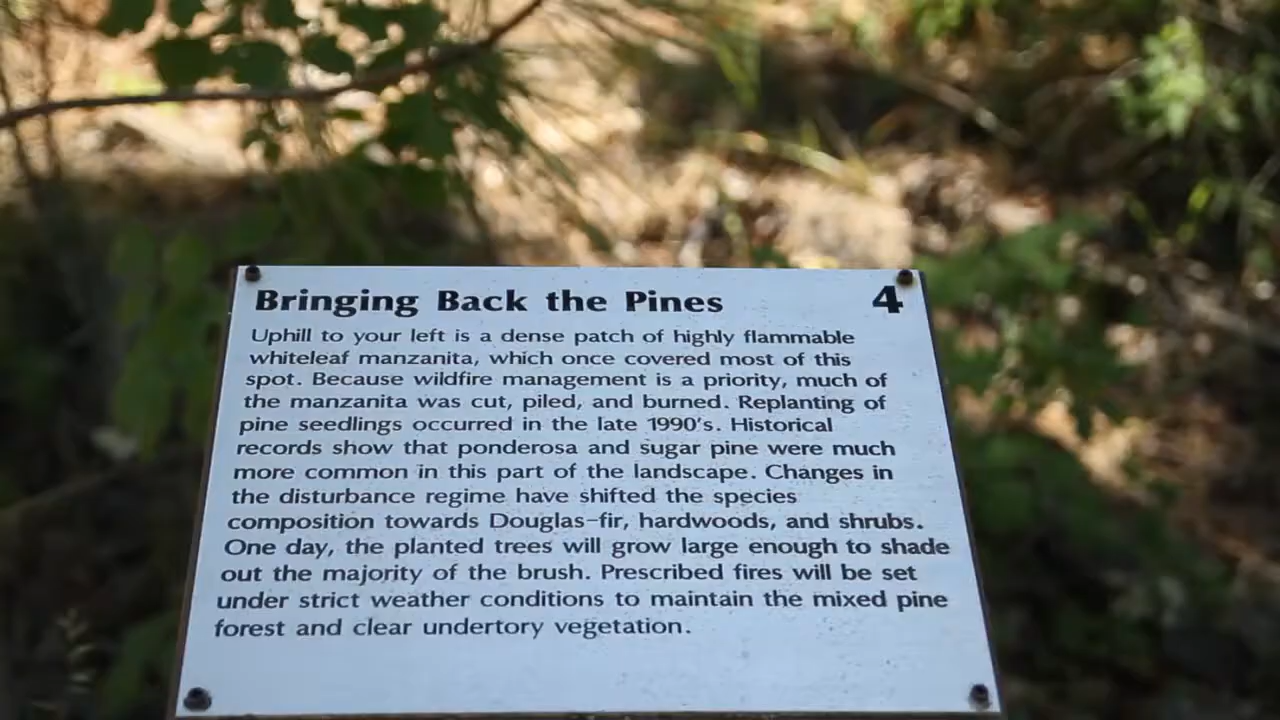 Bringing Back the Pines 4
Uphill to your left is a dense patch of highly flammable
whiteleaf manzanita, which once covered most of this
spot. Because wildfire management is a priority, much of
the manzanita was cut, piled, and burned. Replanting of
pine seedlings occurred in the late 1990's. Historical
records show that ponderosa and sugar pine were much
more common in this part of the landscape. Changes in
the disturbance regime have shifted the species
composition towards Douglas-fir, hardwoods, and shrubs.
One day, the planted trees will grow large enough to shade
out the majority of the brush. Prescribed fires will be set
under strict weather conditions to maintain the mixed pine
forest and clear undertory vegetation.